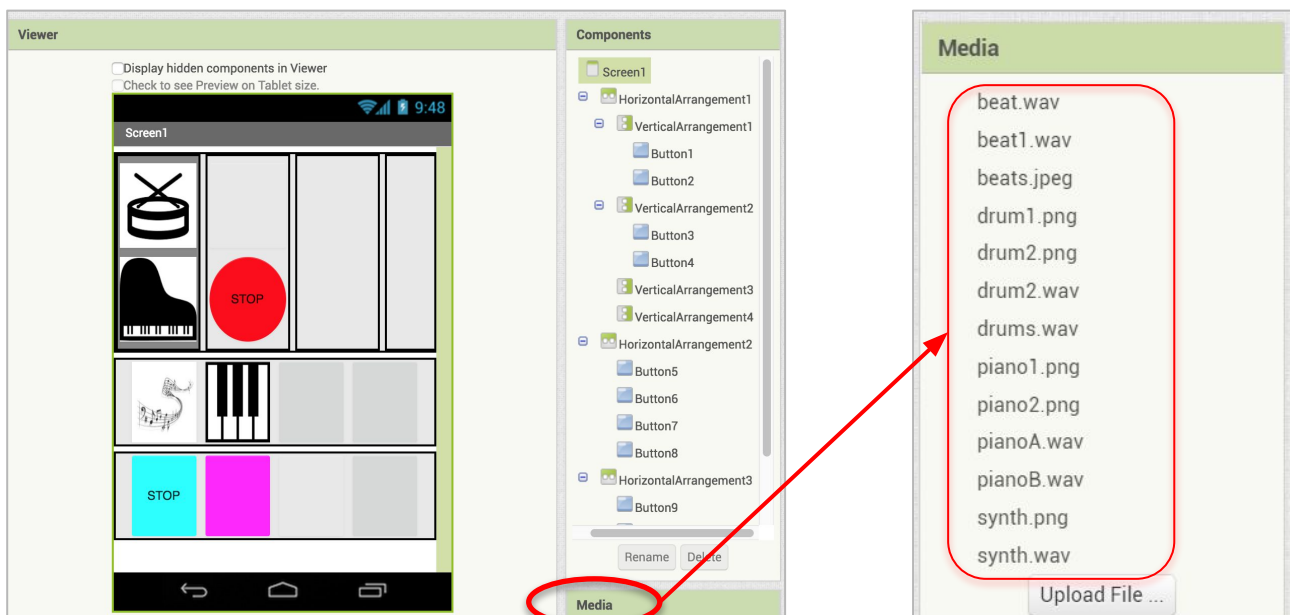 Viewer
Display hidden components in Viewer
Check to see Preview on Tablet size.
9:48
Screen1
STOP
STOP
Components
Screen1
HorizontalArrangement1
VerticalArrangement1
Button1
Button2
VerticalArrangement2
Button3
Button4
VerticalArrangement3
VerticalArrangement4
HorizontalArrangement2
Button5
Button6
Button7
Button8
HorizontalArrangement3
Button9
Rename Delete
Media
Media
beat.wav
beat1.wav
beats.jpeg
drum1.png
drum2.png
drum2.wav
drums.wav
piano1.png
piano2.png
pianoA.wav
pianoB.wav
synth.png
synth.wav
Upload File ...